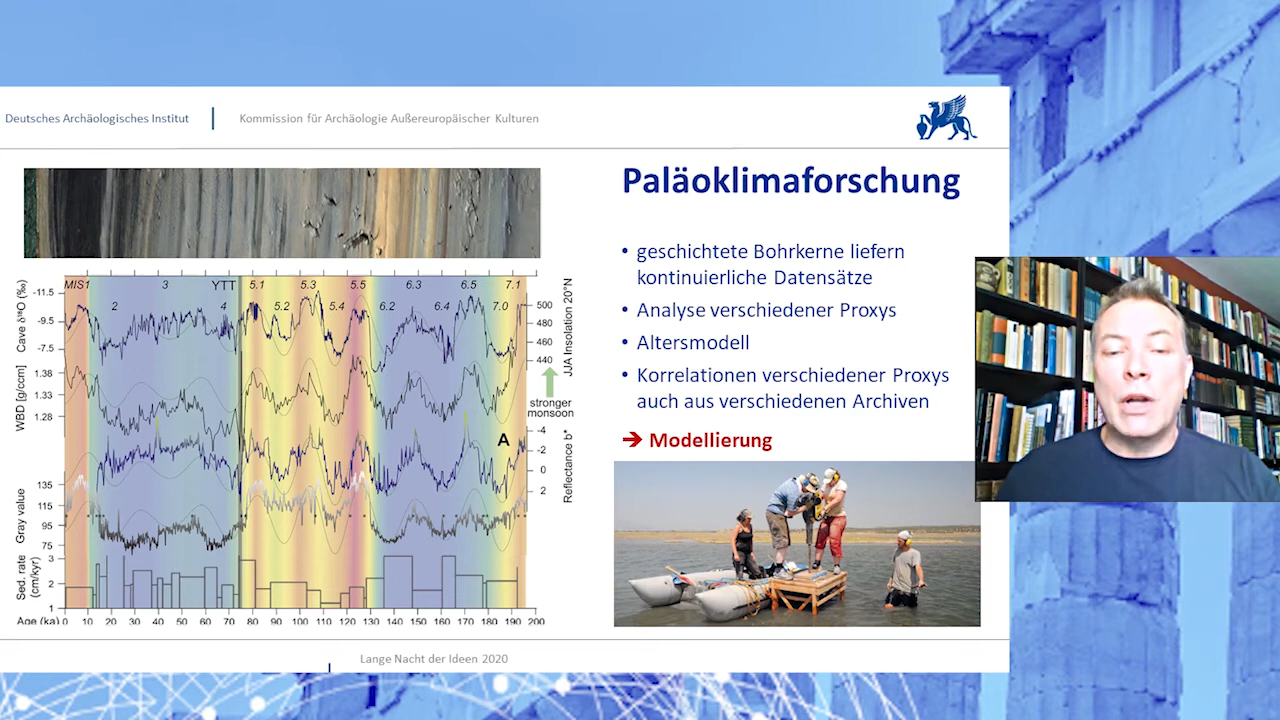 Deutsches Archäologisches Institut
Kommission für Archäologie Außereuropäischer Kulturen
Paläoklimaforschung
• geschichtete Bohrkerne liefern
kontinuierliche Datensätze
• Analyse verschiedener Proxys
• Altersmodell
• Korrelationen verschiedener Proxys
auch aus verschiedenen Archiven
➔ Modellierung
MIS1 3 YTT 5.1 5.3 5.5 6.3 6.5 7.1
2 4 5.2 5.4 6.2 6.4 7.0
Cave δ¹⁸O (‰)
-11.5
-9.5
-7.5
WBD [g/ccm]
1.38
1.33
1.28
Gray value
135
115
95
75
Sed. rate
(cm/kyr)
3
2
1
JJA Insolation 20°N
500
480
460
440
stronger
monsoon
A
Reflectance b*
-4
-2
0
2
Age (ka) 0 10 20 30 40 50 60 70 80 90 100 110 120 130 140 150 160 170 180 190 200
Lange Nacht der Ideen 2020